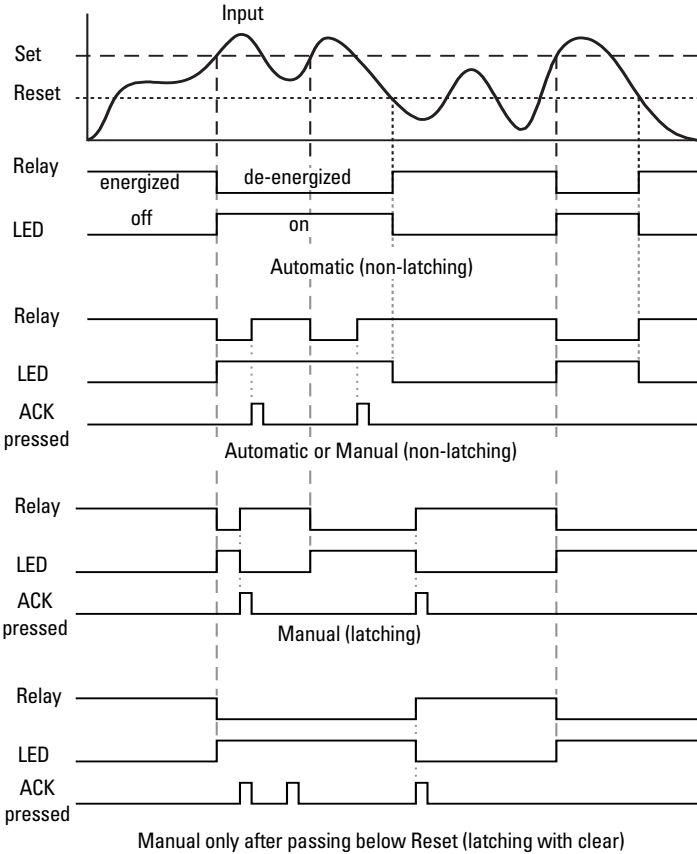 Input
Set
Reset
Relay
energized
de-energized
LED
off
on
Automatic (non-latching)
Relay
LED
ACK
pressed
Automatic or Manual (non-latching)
Relay
LED
ACK
pressed
Manual (latching)
Relay
LED
ACK
pressed
Manual only after passing below Reset (latching with clear)